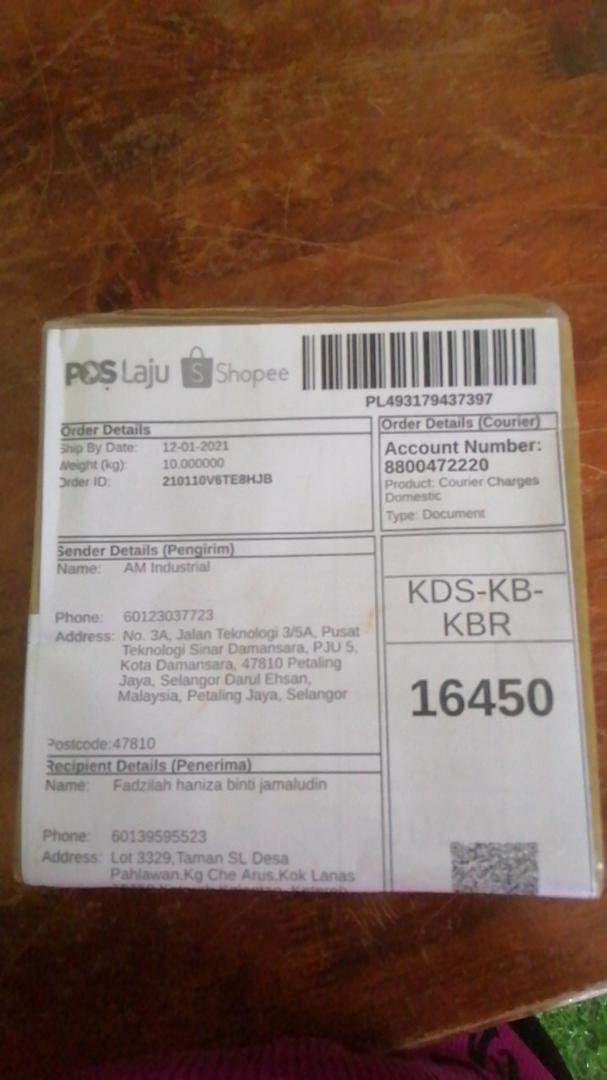 POS Laju S Shopee
PL493179437397
Order Details
Ship By Date: 12-01-2021
Weight (kg): 10.000000
Order ID: 210110V6TE8HJB
Order Details (Courier)
Account Number:
8800472220
Product: Courier Charges
Domestic
Type: Document
Sender Details (Pengirim)
Name: AM Industrial
Phone: 60123037723
Address: No. 3A, Jalan Teknologi 3/5A, Pusat
Teknologi Sinar Damansara, PJU 5,
Kota Damansara, 47810 Petaling
Jaya, Selangor Darul Ehsan,
Malaysia, Petaling Jaya, Selangor
Postcode: 47810
KDS-KB-
KBR
16450
Recipient Details (Penerima)
Name: Fadzilah haniza binti jamaludin
Phone: 60139595523
Address: Lot 3329,Taman SL Desa
Pahlawan,Kg Che Arus,Kok Lanas